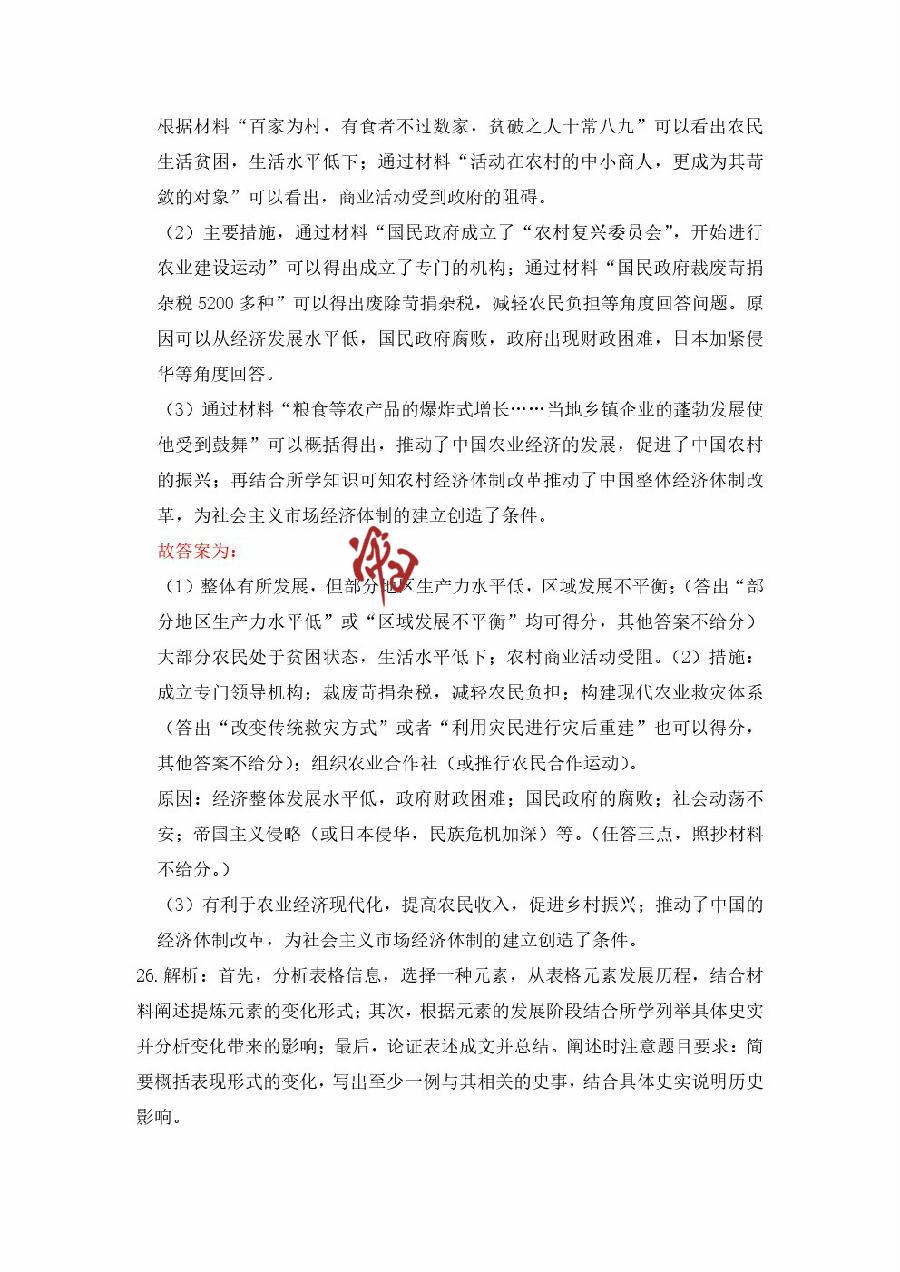 根据材料“百家为村，有食者不过数家，贫破之人十常八九”可以看出农民
生活贫困，生活水平低下；通过材料“活动在农村的中小商人，更成为其苛
敛的对象”可以看出，商业活动受到政府的阻碍。
（2）主要措施，通过材料“国民政府成立了“农村复兴委员会”，开始进行
农业建设运动”可以得出成立了专门的机构；通过材料“国民政府裁废苛捐
杂税 5200 多种”可以得出废除苛捐杂税，减轻农民负担等角度回答问题。原
因可以从经济发展水平低，国民政府腐败，政府出现财政困难，日本加紧侵
华等角度回答。
（3）通过材料“粮食等农产品的爆炸式增长……当地乡镇企业的蓬勃发展使
他受到鼓舞”可以概括得出，推动了中国农业经济的发展，促进了中国农村
的振兴；再结合所学知识可知农村经济体制改革推动了中国整体经济体制改
革，为社会主义市场经济体制的建立创造了条件。
故答案为：
（1）整体有所发展，但部分地区生产力水平低，区域发展不平衡；（答出“部
分地区生产力水平低”或“区域发展不平衡”均可得分，其他答案不给分）
大部分农民处于贫困状态，生活水平低下；农村商业活动受阻。（2）措施：
成立专门领导机构；裁废苛捐杂税，减轻农民负担；构建现代农业救灾体系
（答出“改变传统救灾方式”或者“利用灾民进行灾后重建”也可以得分，
其他答案不给分）；组织农业合作社（或推行农民合作运动）。
原因：经济整体发展水平低，政府财政困难；国民政府的腐败；社会动荡不
安；帝国主义侵略（或日本侵华，民族危机加深）等。（任答三点，照抄材料
不给分。）
（3）有利于农业经济现代化，提高农民收入，促进乡村振兴；推动了中国的
经济体制改革，为社会主义市场经济体制的建立创造了条件。
26. 解析：首先，分析表格信息，选择一种元素，从表格元素发展历程，结合材
料阐述提炼元素的变化形式；其次，根据元素的发展阶段结合所学列举具体史实
并分析变化带来的影响；最后，论证表述成文并总结。阐述时注意题目要求：简
要概括表现形式的变化，写出至少一例与其相关的史事，结合具体史实说明历史
影响。